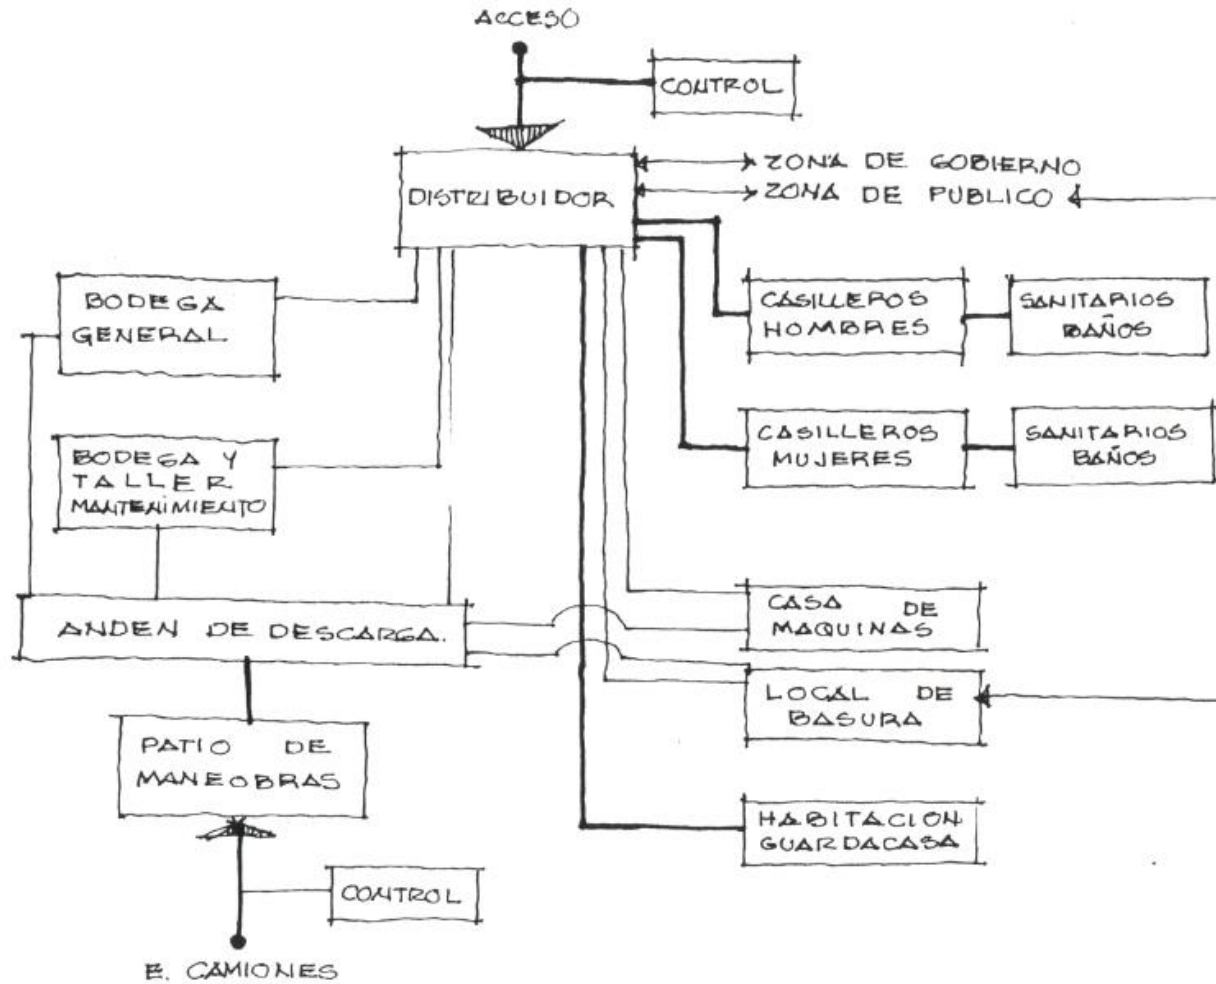 ACCESO
CONTROL
DISTRIBUIDOR
ZONA DE GOBIERNO
ZONA DE PUBLICO
BODEGA
GENERAL
CASILLEROS
HOMBRES
SANITARIOS
BAÑOS
BODEGA Y
TALLER
MANTENIMIENTO
CASILLEROS
MUJERES
SANITARIOS
BAÑOS
ANDEN DE DESCARGA.
CASA DE
MAQUINAS
LOCAL DE
BASURA
PATIO DE
MANEOBRAS
HABITACION
GUARDACASA
CONTROL
E. CAMIONES